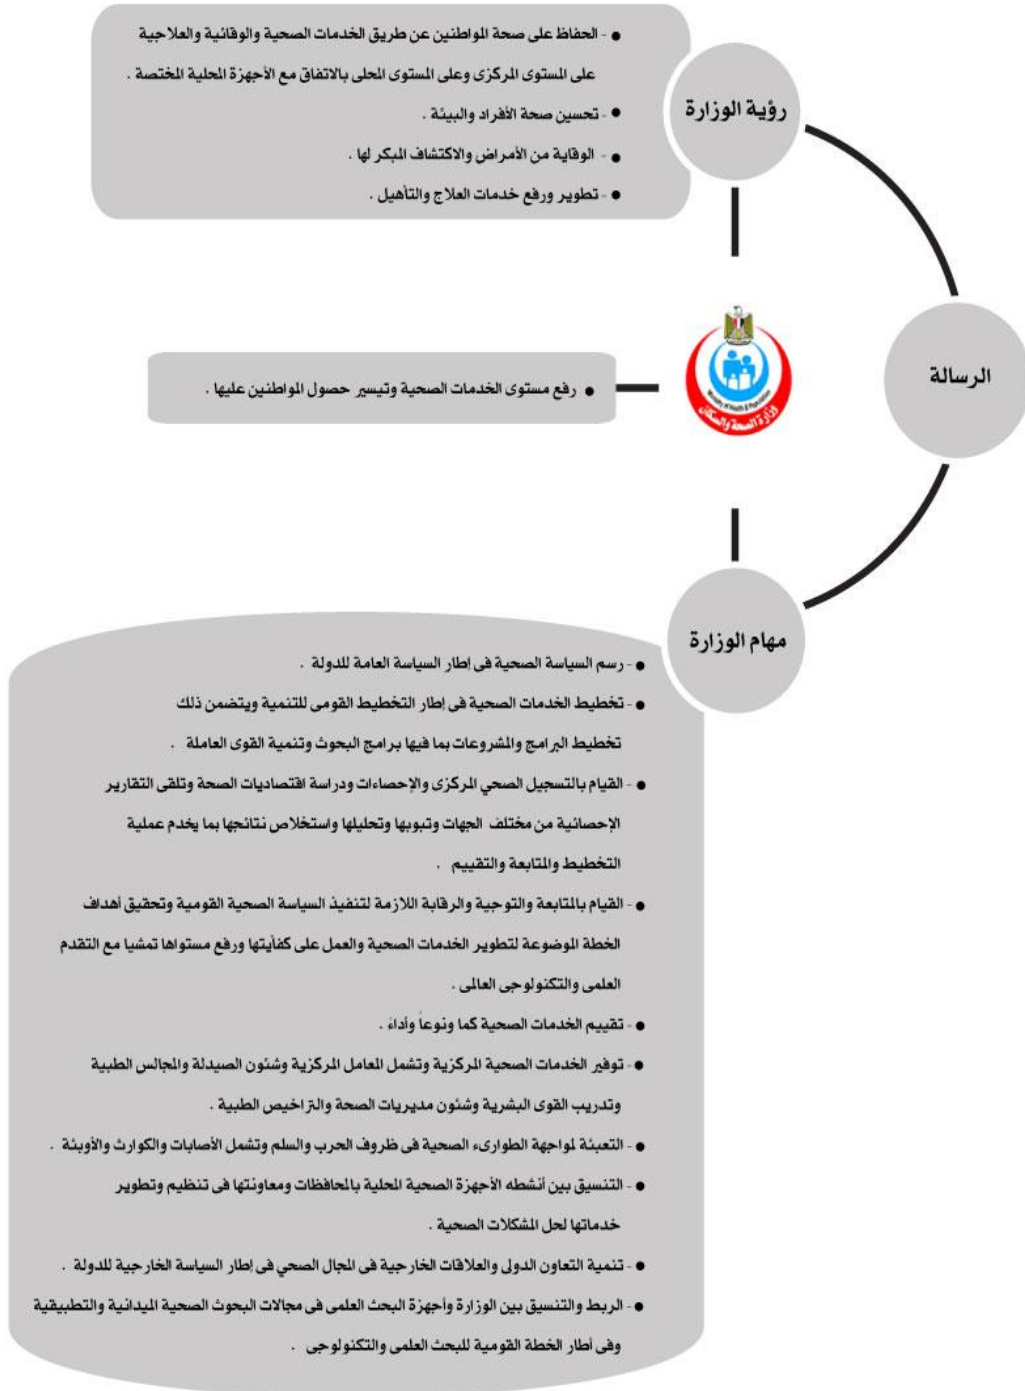 رؤية الوزارة
● - الحفاظ على صحة المواطنين عن طريق الخدمات الصحية والوقائية والعلاجية
على المستوى المركزى وعلى المستوى المحلى بالاتفاق مع الأجهزة المحلية المختصة .
● - تحسين صحة الأفراد والبيئة .
● - الوقاية من الأمراض والاكتشاف المبكر لها .
● - تطوير ورفع خدمات العلاج والتأهيل .
الرسالة
● رفع مستوى الخدمات الصحية وتيسير حصول المواطنين عليها .
Ministry of Health & Population
وزارة الصحة والسكان
مهام الوزارة
● - رسم السياسة الصحية فى إطار السياسة العامة للدولة .
● - تخطيط الخدمات الصحية فى إطار التخطيط القومى للتنمية ويتضمن ذلك
تخطيط البرامج والمشروعات بما فيها برامج البحوث وتنمية القوى العاملة .
● - القيام بالتسجيل الصحي المركزى والإحصاءات ودراسة اقتصاديات الصحة وتلقى التقارير
الإحصائية من مختلف الجهات وتبوبها وتحليلها واستخلاص نتائجها بما يخدم عملية
التخطيط والمتابعة والتقييم .
● - القيام بالمتابعة والتوجية والرقابة اللازمة لتنفيذ السياسة الصحية القومية وتحقيق أهداف
الخطة الموضوعة لتطوير الخدمات الصحية والعمل على كفأيتها ورفع مستواها تمشيا مع التقدم
العلمى والتكنولوجى العالمى .
● - تقييم الخدمات الصحية كما ونوعاً وأداءً .
● - توفير الخدمات الصحية المركزية وتشمل المعامل المركزية وشئون الصيدلة والمجالس الطبية
وتدريب القوى البشرية وشئون مديريات الصحة والتراخيص الطبية .
● - التعبئة لمواجهة الطوارىء الصحية فى ظروف الحرب والسلم وتشمل الأصابات والكوارث والأوبئة .
● - التنسيق بين أنشطه الأجهزة الصحية المحلية بالمحافظات ومعاونتها فى تنظيم وتطوير
خدماتها لحل المشكلات الصحية .
● - تنمية التعاون الدولى والعلاقات الخارجية فى المجال الصحي فى إطار السياسة الخارجية للدولة .
● - الربط والتنسيق بين الوزارة وأجهزة البحث العلمى فى مجالات البحوث الصحية الميدانية والتطبيقية
وفى أطار الخطة القومية للبحث العلمى والتكنولوجى .